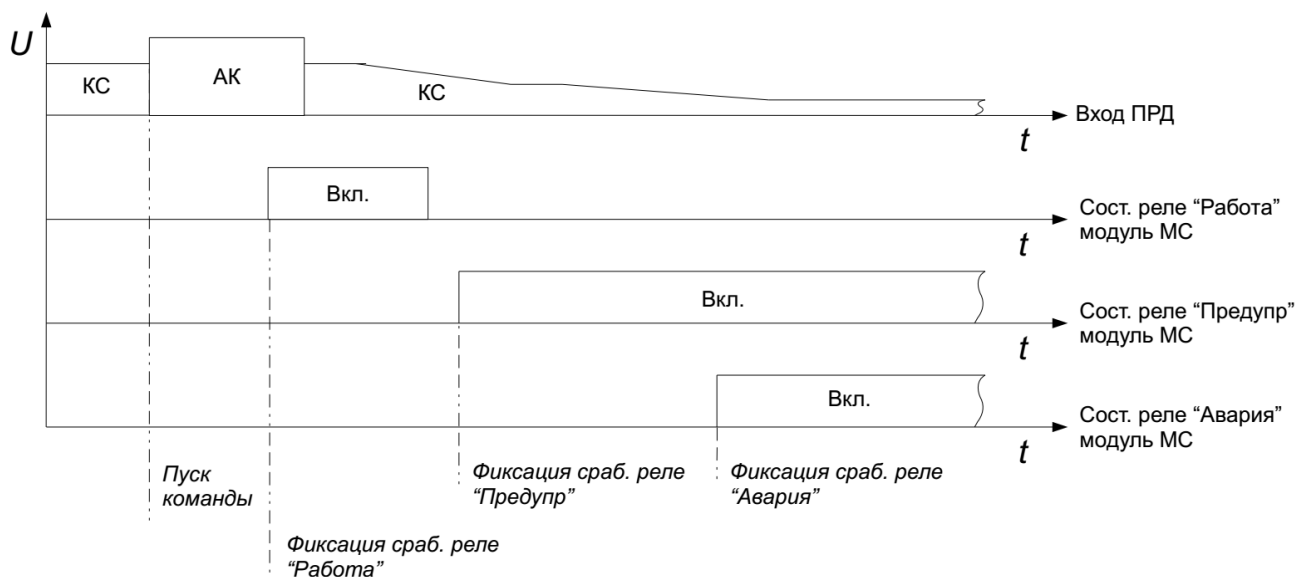 U
КС
АК
КС
Вход ПРД
t
Вкл.
Сост. реле “Работа”
модуль МС
t
Вкл.
Сост. реле “Предупр”
модуль МС
t
Вкл.
Сост. реле “Авария”
модуль МС
t
Пуск
команды
Фиксация сраб. реле
“Предупр”
Фиксация сраб. реле
“Авария”
Фиксация сраб. реле
“Работа”